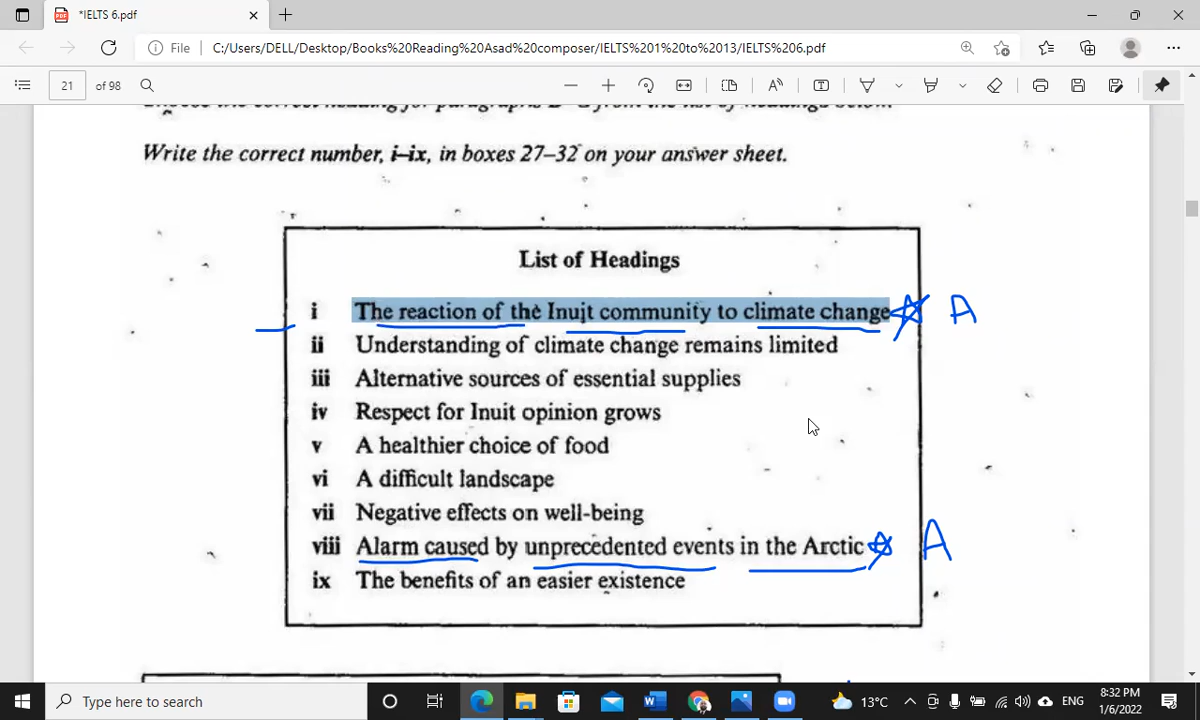 *IELTS 6.pdf
File C:/Users/DELL/Desktop/Books%20Reading%20Asad%20composer/IELTS%201%20to%2013/IELTS%206.pdf
21 of 98
Write the correct number, i–ix, in boxes 27–32 on your answer sheet.
List of Headings
i The reaction of the Inuit community to climate change A
ii Understanding of climate change remains limited
iii Alternative sources of essential supplies
iv Respect for Inuit opinion grows
v A healthier choice of food
vi A difficult landscape
vii Negative effects on well-being
viii Alarm caused by unprecedented events in the Arctic A
ix The benefits of an easier existence
Type here to search
13°C
ENG
8:32 PM
1/6/2022